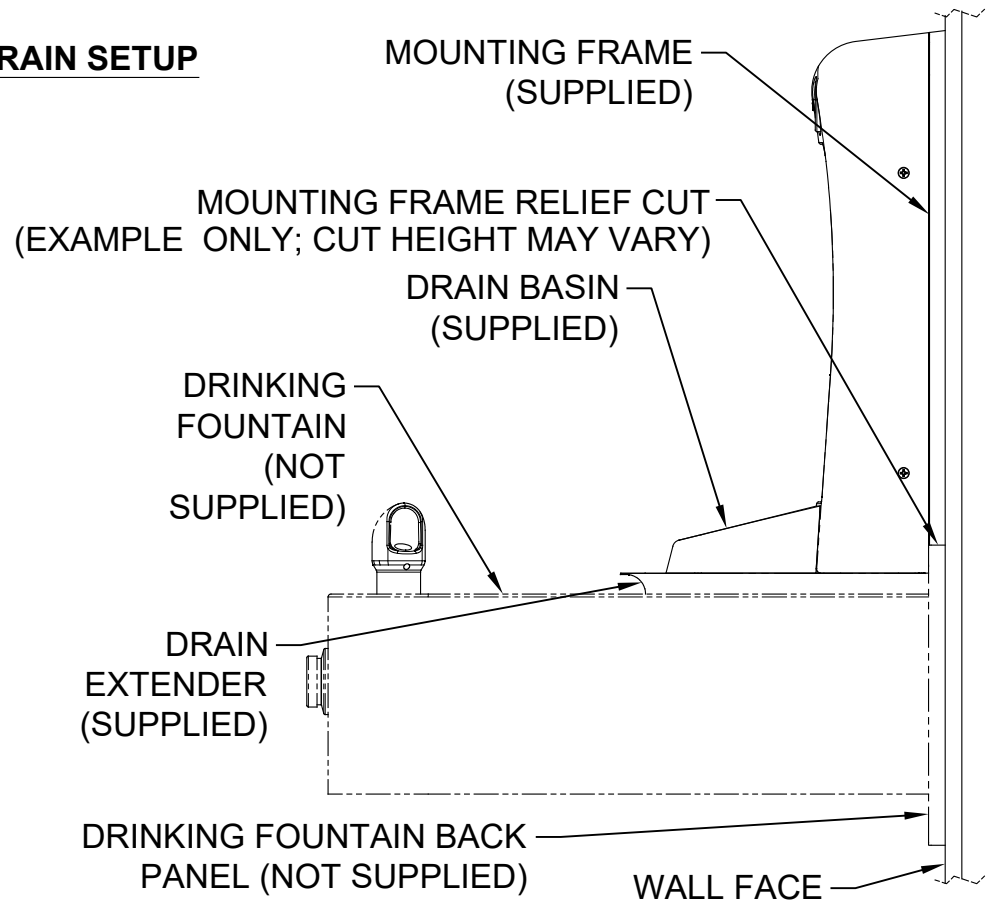 RAIN SETUP
MOUNTING FRAME
(SUPPLIED)
MOUNTING FRAME RELIEF CUT
(EXAMPLE ONLY; CUT HEIGHT MAY VARY)
DRAIN BASIN
(SUPPLIED)
DRINKING
FOUNTAIN
(NOT
SUPPLIED)
DRAIN
EXTENDER
(SUPPLIED)
DRINKING FOUNTAIN BACK
PANEL (NOT SUPPLIED)
WALL FACE